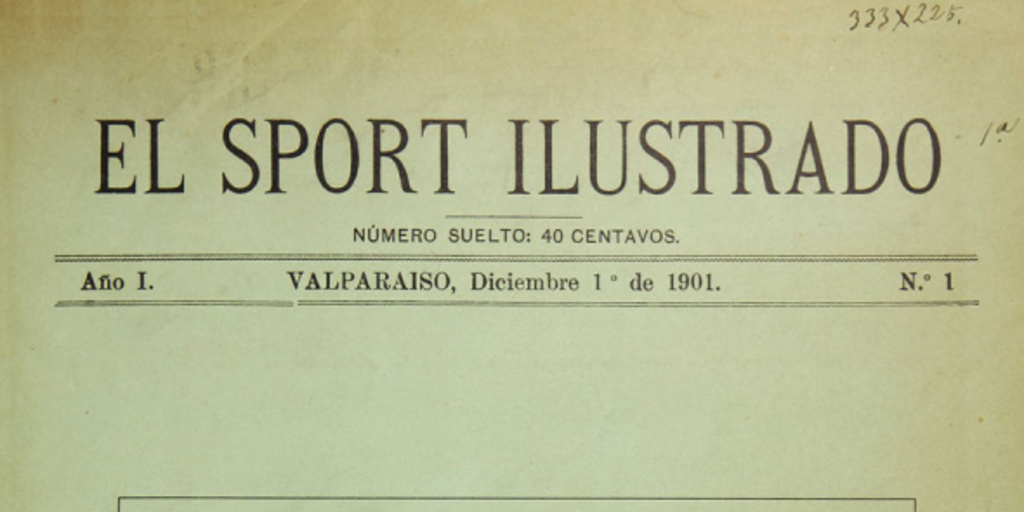 333X225.
EL SPORT ILUSTRADO
1ª
NÚMERO SUELTO: 40 CENTAVOS.
Año I. VALPARAISO, Diciembre 1° de 1901. N.° 1